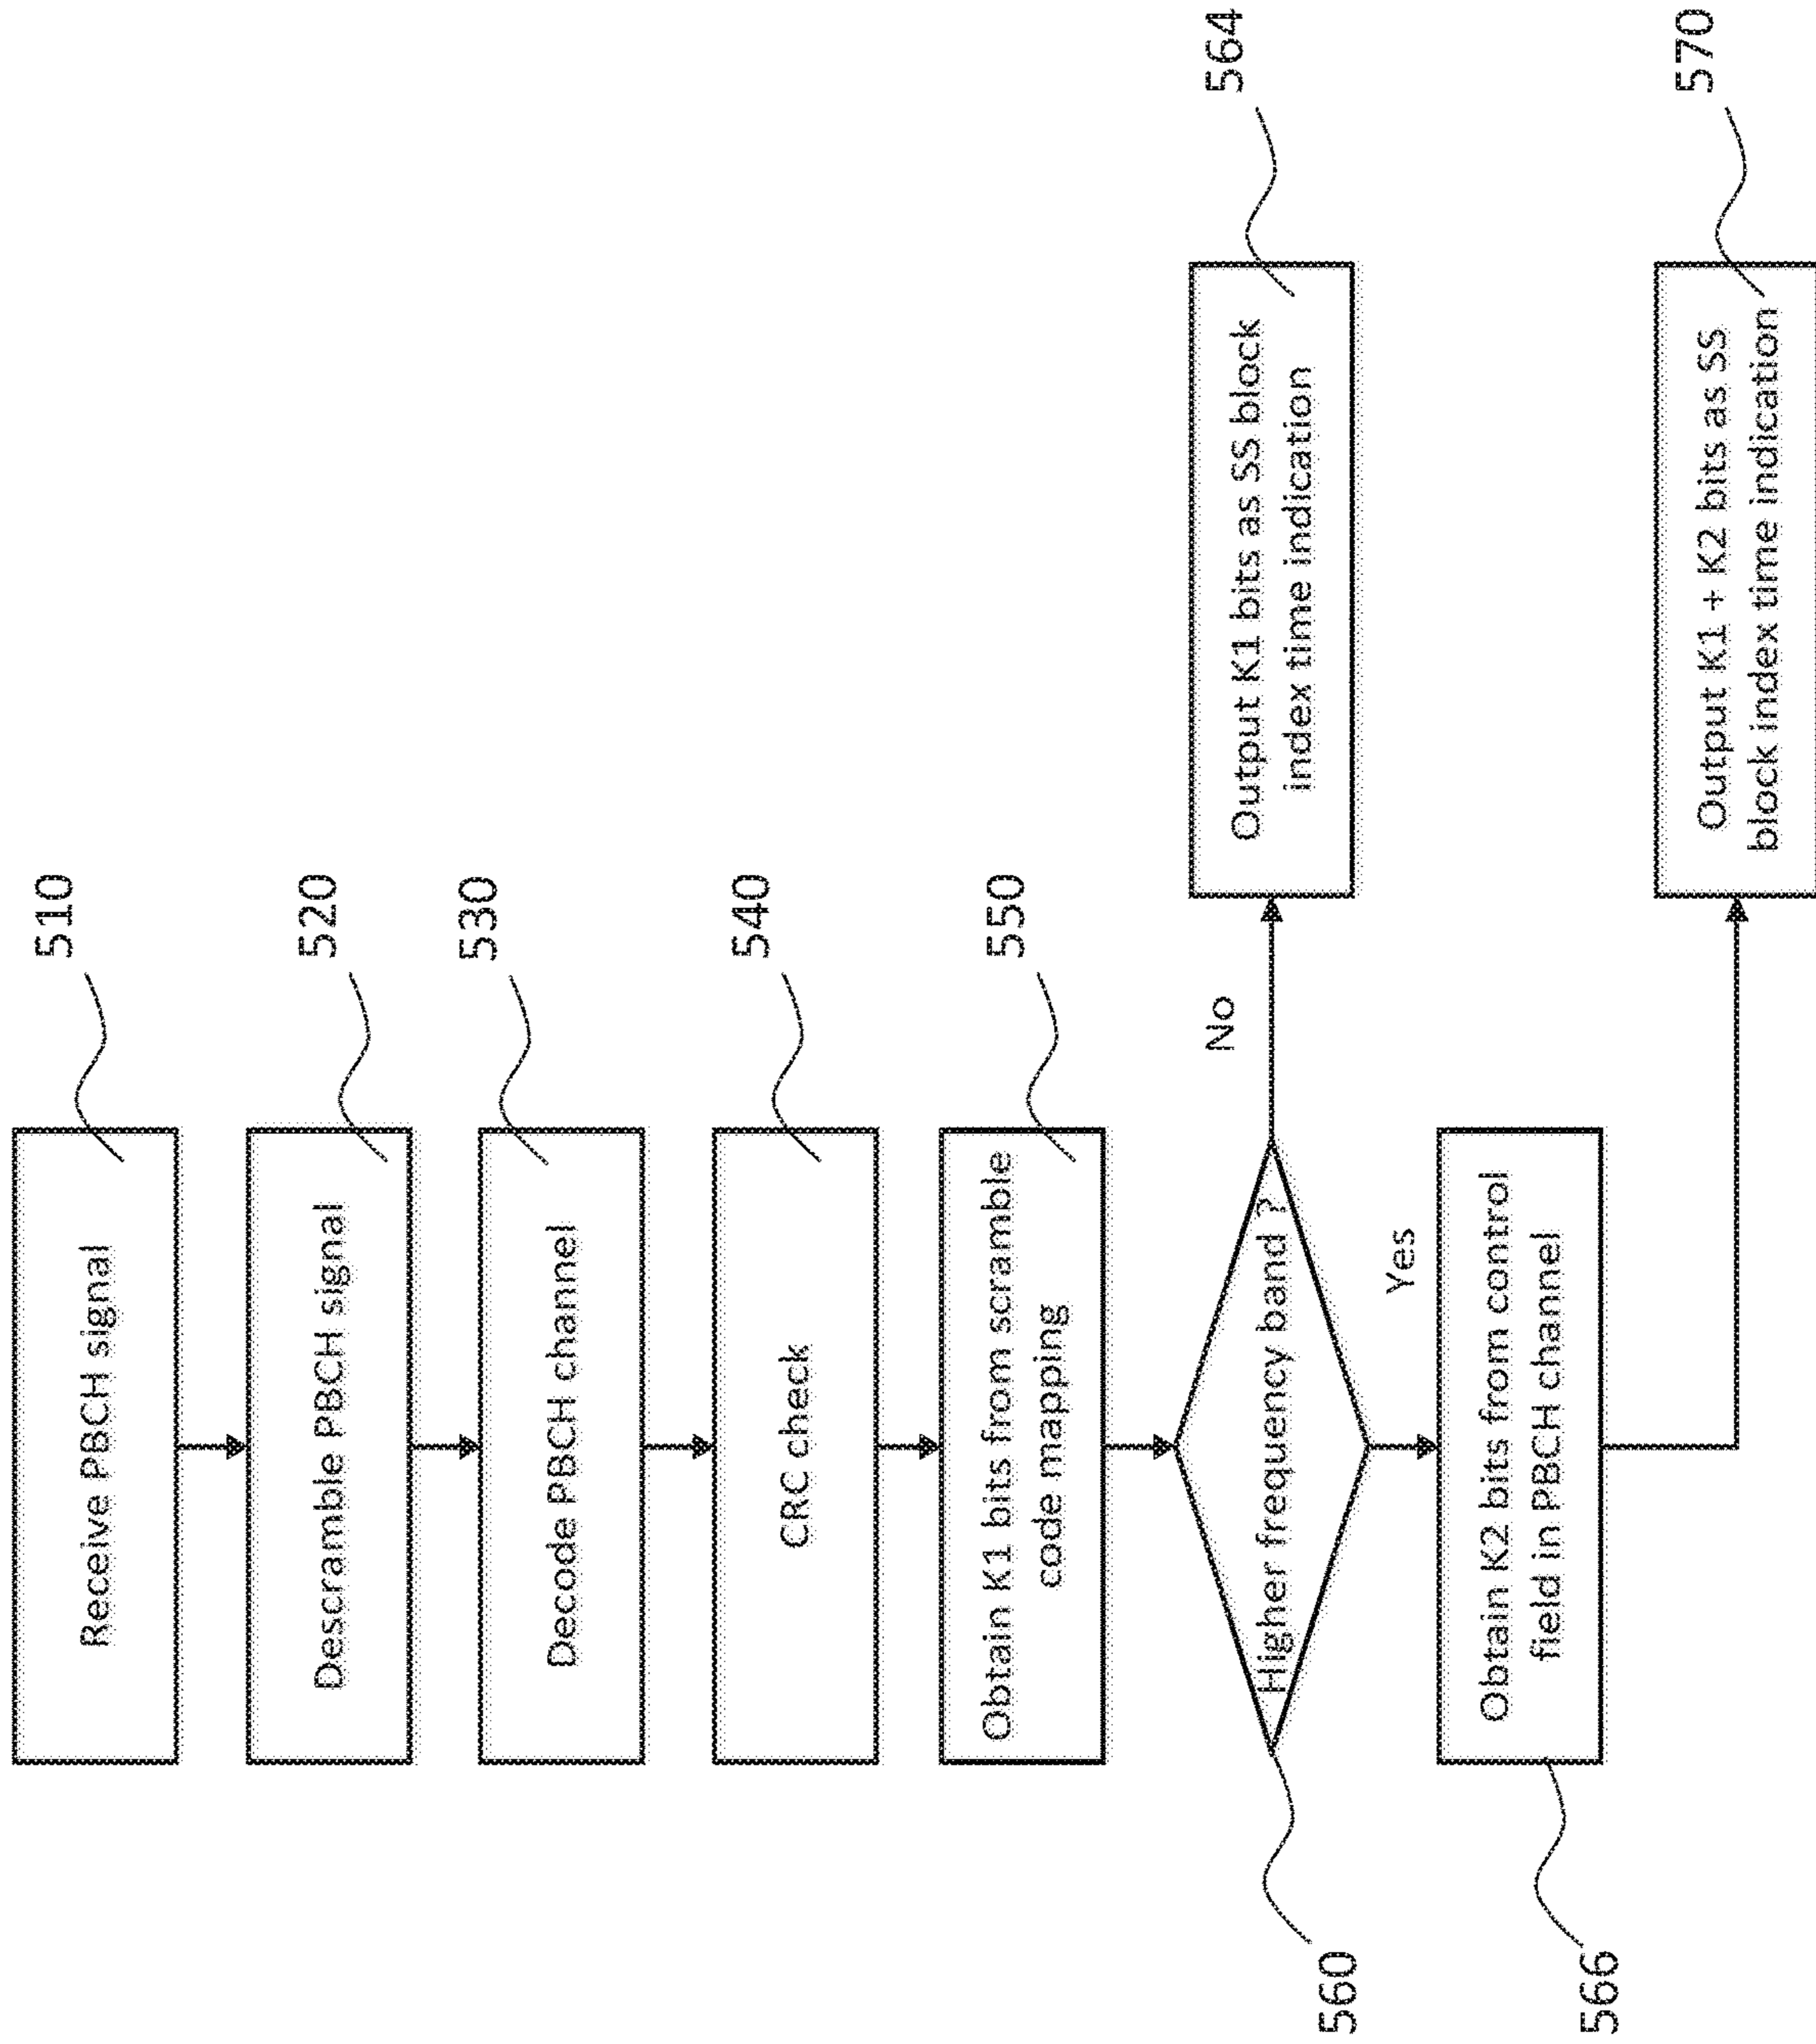 Receive PBCH signal
510
Descramble PBCH signal
520
Decode PBCH channel
530
CRC check
540
Obtain K1 bits from scramble
code mapping
550
Higher frequency band ?
560
No
Output K1 bits as SS block
index time indication
564
Yes
Obtain K2 bits from control
field in PBCH channel
566
Output K1 + K2 bits as SS
block index time indication
570